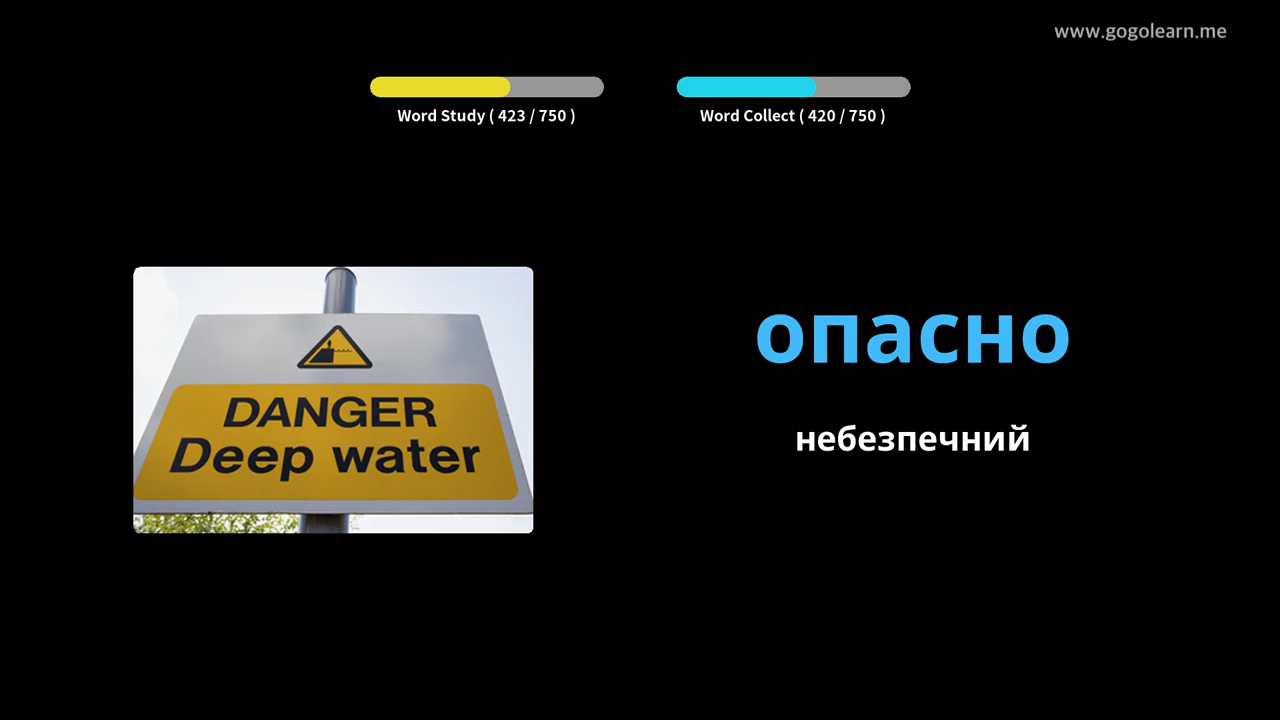 www.gogolearn.me
Word Study ( 423 / 750 )
Word Collect ( 420 / 750 )
DANGER
Deep water
опасно
небезпечний